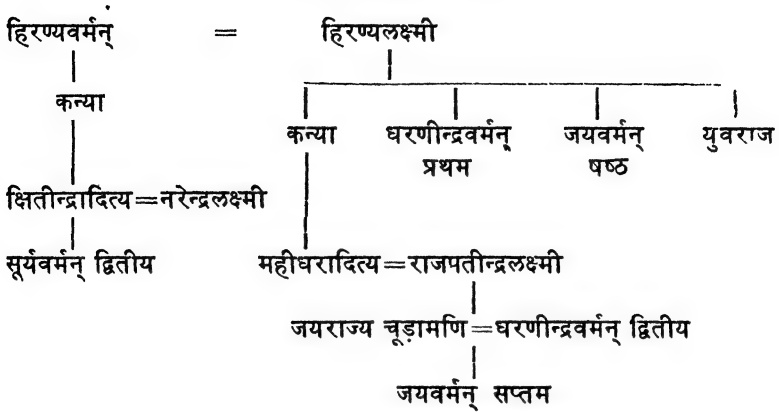 हिरण्यवर्मन् = हिरण्यलक्ष्मी
कन्या
कन्या धरणीन्द्रवर्मन् जयवर्मन् युवराज
प्रथम षष्ठ
क्षितीन्द्रादित्य=नरेन्द्रलक्ष्मी
सूर्यवर्मन् द्वितीय महीधरादित्य=राजपतीन्द्रलक्ष्मी
जयराज्य चूड़ामणि=धरणीन्द्रवर्मन् द्वितीय
जयवर्मन् सप्तम